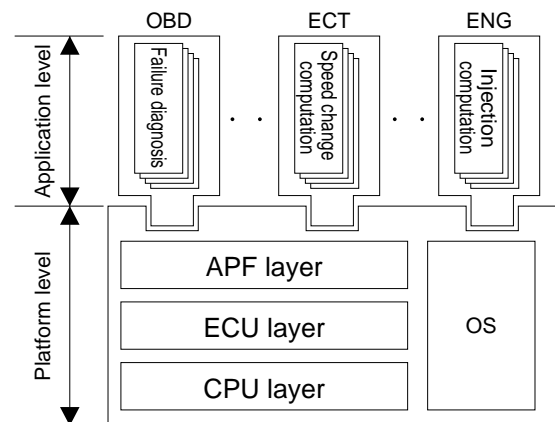 OBD
ECT
ENG
Application level
Failure diagnosis
Speed change
computation
Injection
computation
Platform level
APF layer
ECU layer
CPU layer
OS